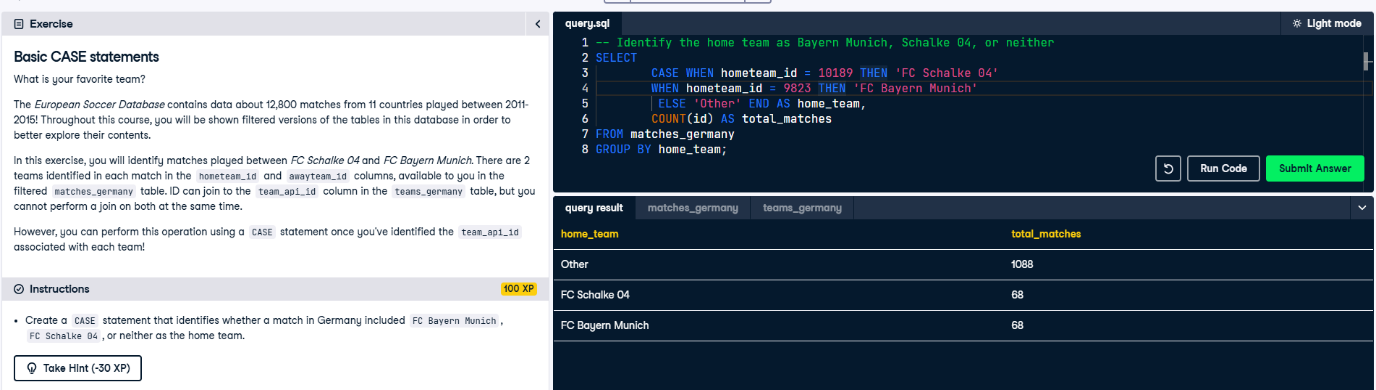 Exercise
Basic CASE statements
What is your favorite team?
The European Soccer Database contains data about 12,800 matches from 11 countries played between 2011-
2015! Throughout this course, you will be shown filtered versions of the tables in this database in order to
better explore their contents.
In this exercise, you will identify matches played between FC Schalke 04 and FC Bayern Munich. There are 2
teams identified in each match in the hometeam_id and awayteam_id columns, available to you in the
filtered matches_germany table. ID can join to the team_api_id column in the teams_germany table, but you
cannot perform a join on both at the same time.
However, you can perform this operation using a CASE statement once you've identified the team_api_id
associated with each team!
Instructions
100 XP
• Create a CASE statement that identifies whether a match in Germany included FC Bayern Munich,
FC Schalke 04, or neither as the home team.
Take Hint (-30 XP)
query.sql
Light mode
1 -- Identify the home team as Bayern Munich, Schalke 04, or neither
2 SELECT
3 CASE WHEN hometeam_id = 10189 THEN 'FC Schalke 04'
4 WHEN hometeam_id = 9823 THEN 'FC Bayern Munich'
5 ELSE 'Other' END AS home_team,
6 COUNT(id) AS total_matches
7 FROM matches_germany
8 GROUP BY home_team;
Run Code
Submit Answer
query result matches_germany teams_germany
home_team total_matches
Other 1088
FC Schalke 04 68
FC Bayern Munich 68